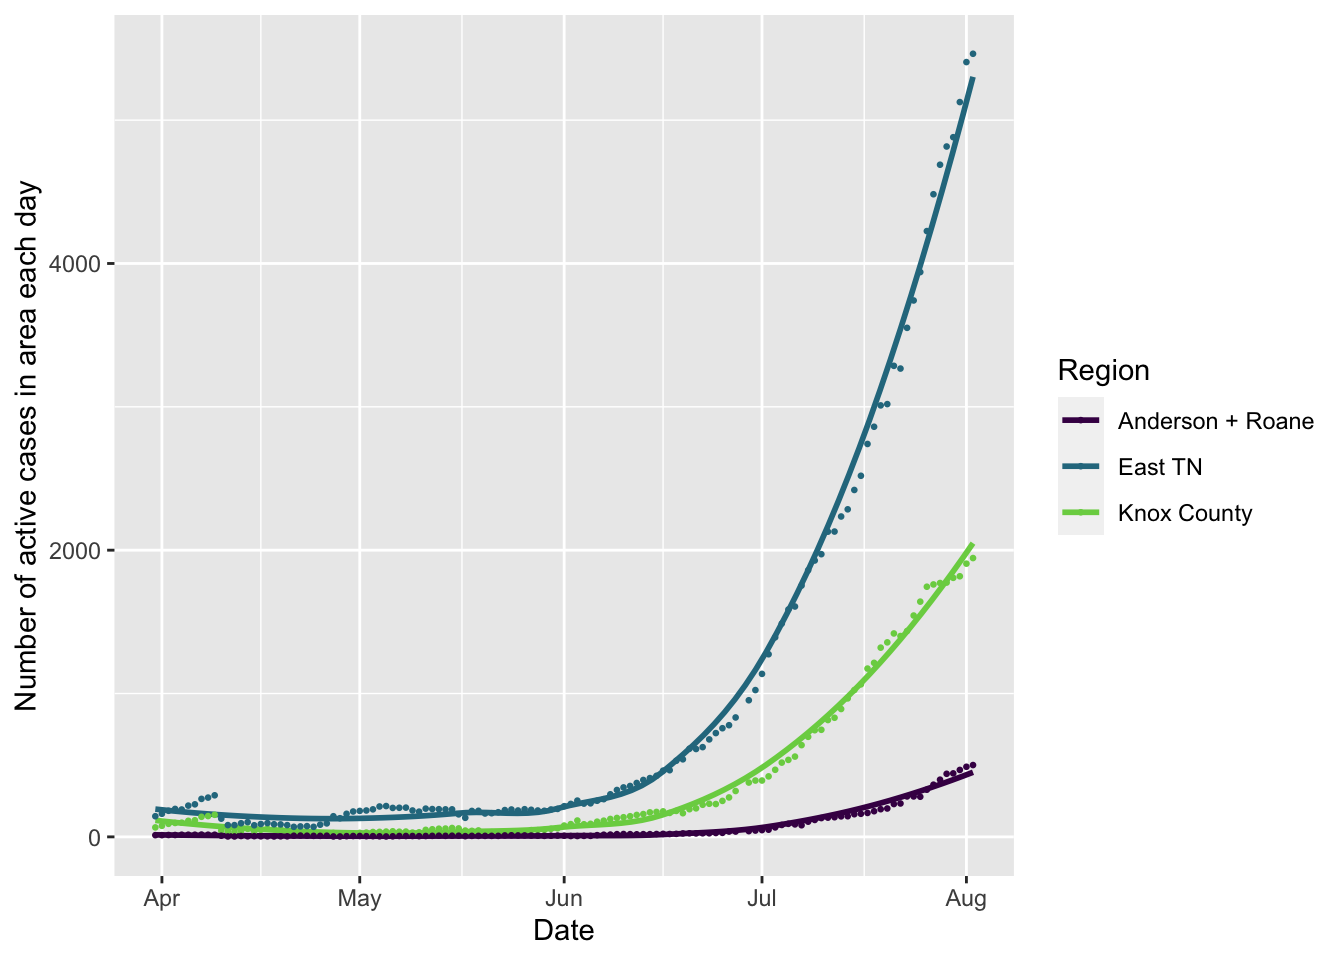 Number of active cases in area each day
4000
2000
0
Apr
May
Jun
Jul
Aug
Date
Region
Anderson + Roane
East TN
Knox County